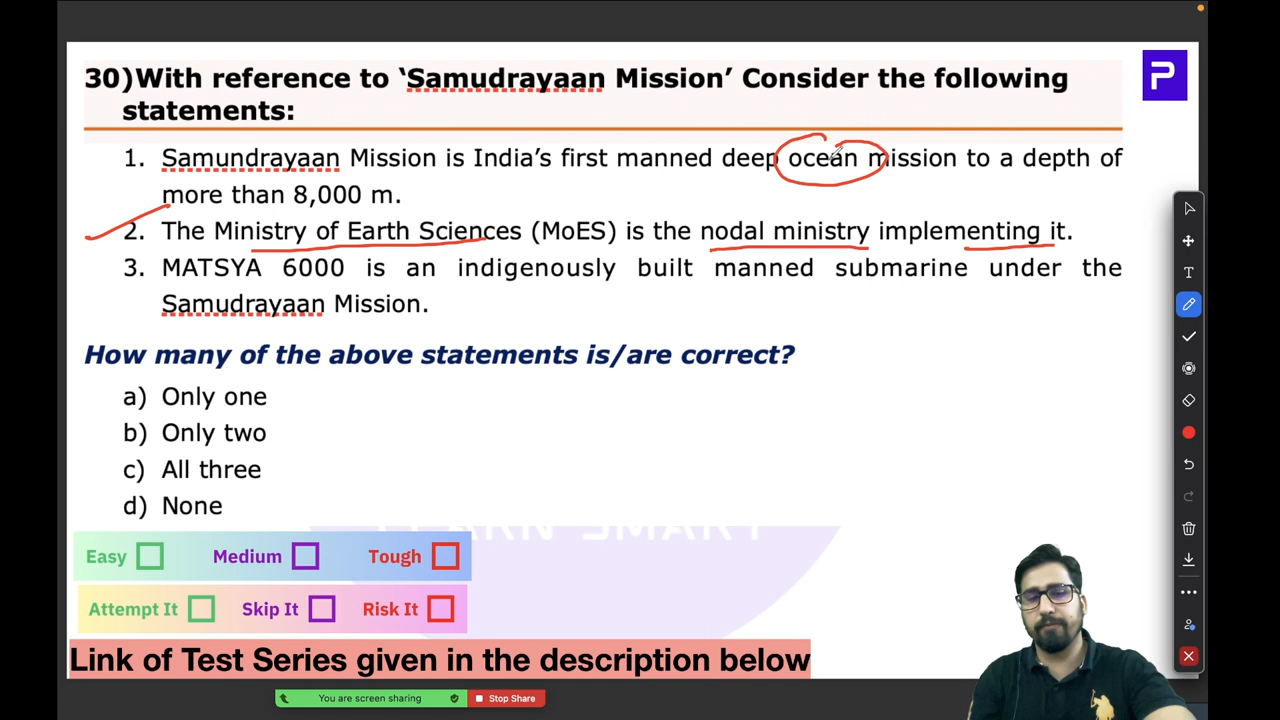 30)With reference to ‘Samudrayaan Mission’ Consider the following
statements:
1. Samundrayaan Mission is India’s first manned deep ocean mission to a depth of
more than 8,000 m.
2. The Ministry of Earth Sciences (MoES) is the nodal ministry implementing it.
3. MATSYA 6000 is an indigenously built manned submarine under the
Samudrayaan Mission.
How many of the above statements is/are correct?
a) Only one
b) Only two
c) All three
d) None
LEARN SMART
Easy Medium Tough
Attempt It Skip It Risk It
Link of Test Series given in the description below
You are screen sharing Stop Share